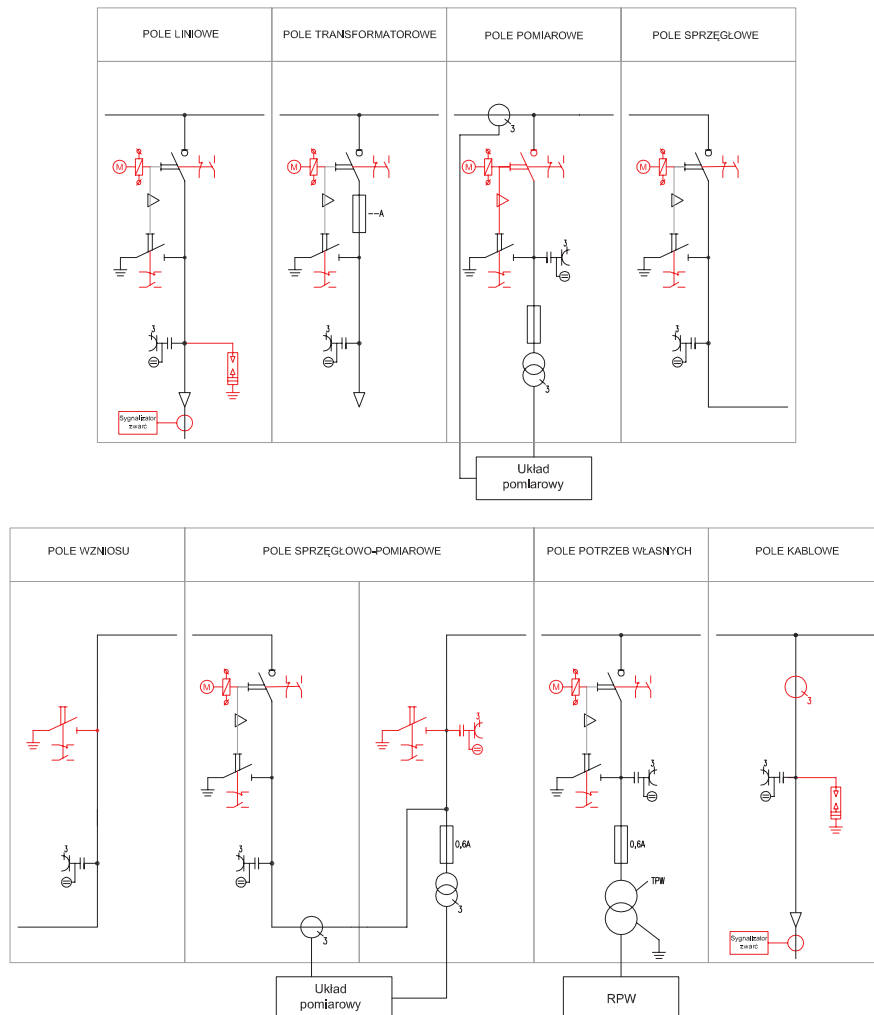 POLE LINIOWE
POLE TRANSFORMATOROWE
POLE POMIAROWE
POLE SPRZĘGŁOWE
3
M
M
M
M
--A
3
3
3
3
3
Sygnalizator
zwarć
Układ
pomiarowy
POLE WZNIOSU
POLE SPRZĘGŁOWO-POMIAROWE
POLE POTRZEB WŁASNYCH
POLE KABLOWE
M
M
3
3
3
3
3
3
0,6A
0,6A
TPW
3
3
Sygnalizator
zwarć
Układ
pomiarowy
RPW